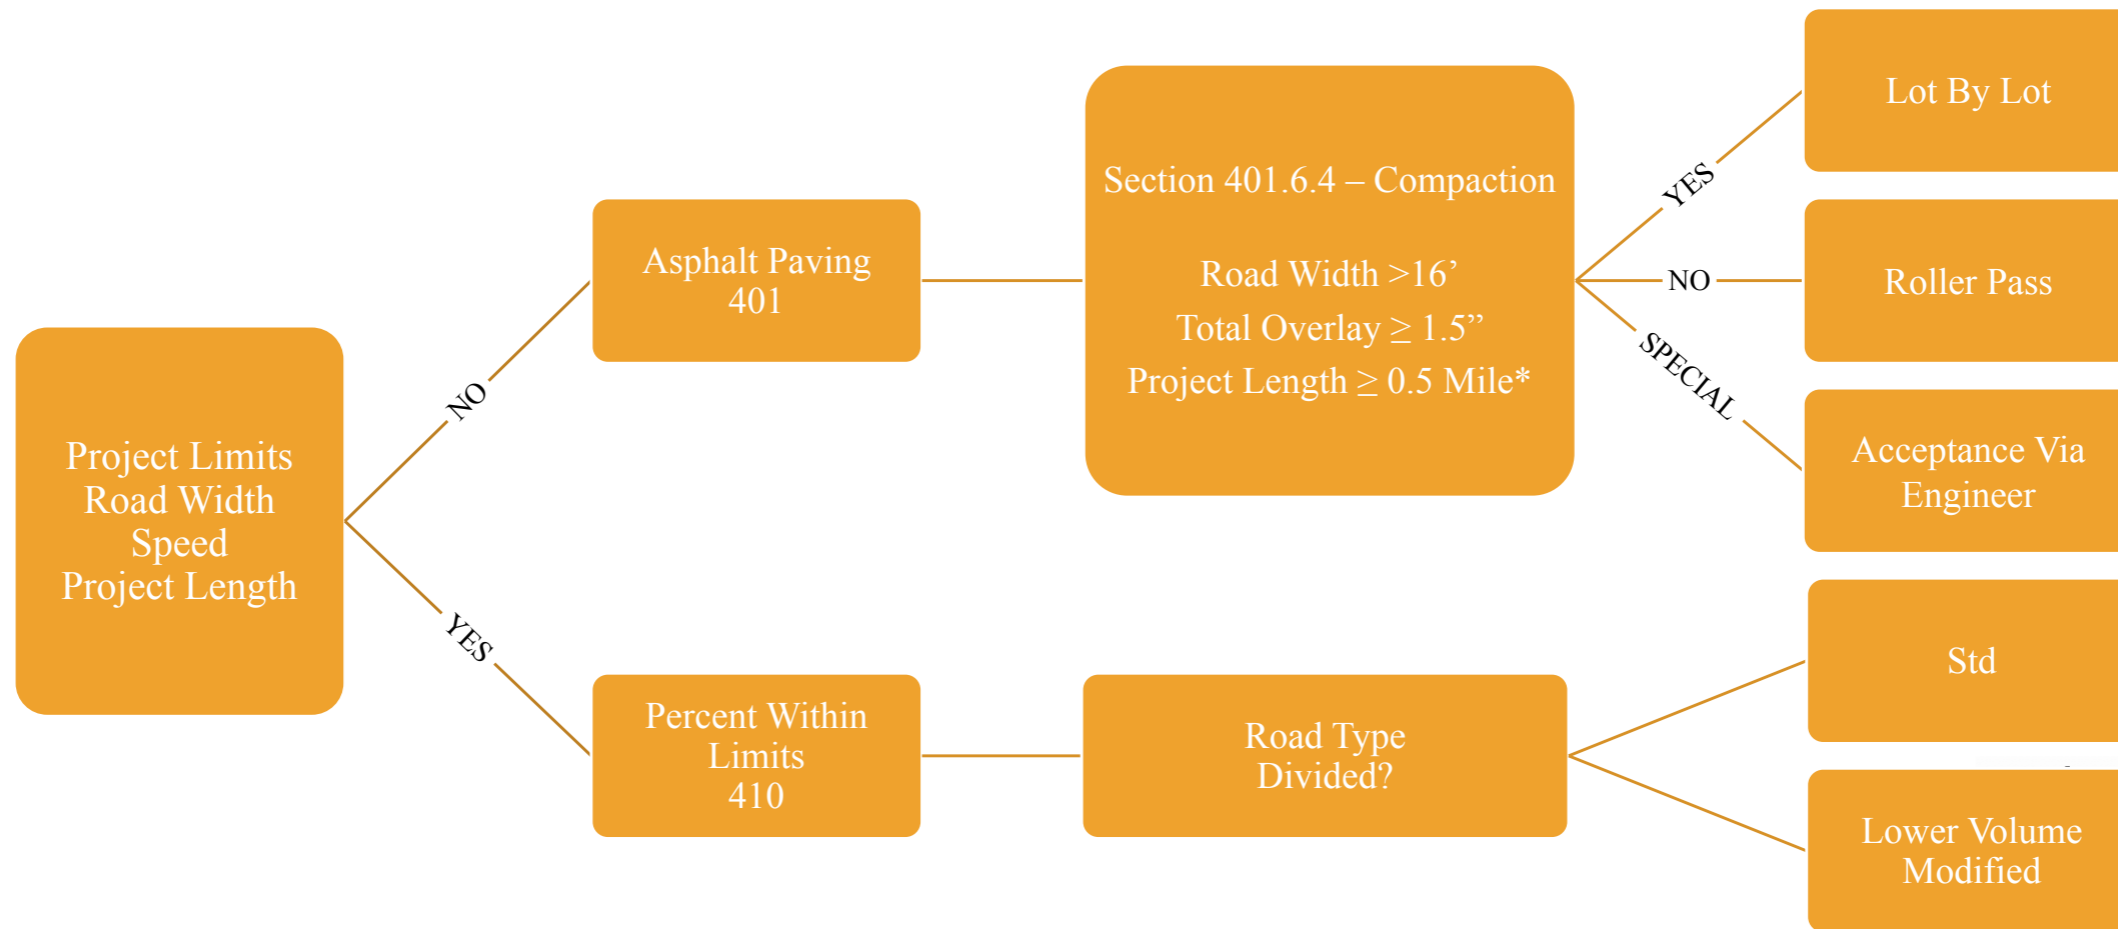 Project Limits
Road Width
Speed
Project Length
NO
YES
Asphalt Paving
401
Percent Within
Limits
410
Section 401.6.4 – Compaction
Road Width >16’
Total Overlay ≥ 1.5”
Project Length ≥ 0.5 Mile*
Road Type
Divided?
YES
NO
SPECIAL
Lot By Lot
Roller Pass
Acceptance Via
Engineer
Std
Lower Volume
Modified